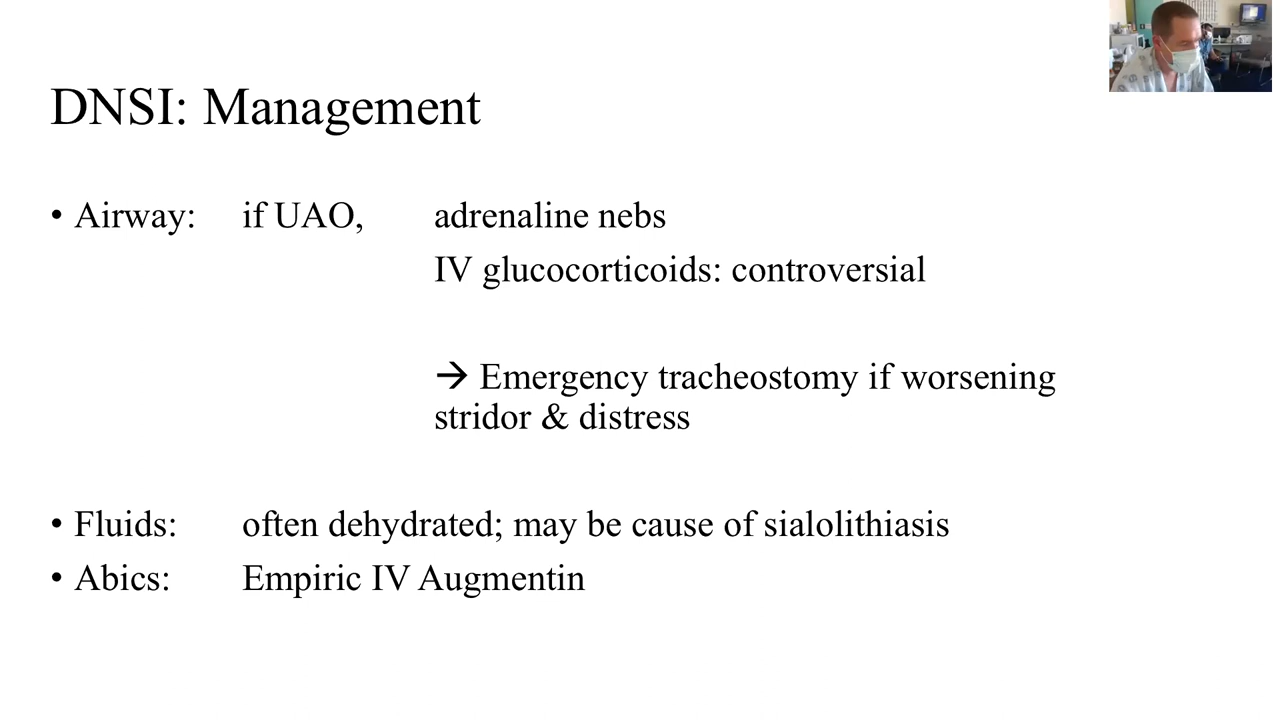 DNSI: Management
• Airway: if UAO, adrenaline nebs
IV glucocorticoids: controversial
→ Emergency tracheostomy if worsening
stridor & distress
• Fluids: often dehydrated; may be cause of sialolithiasis
• Abics: Empiric IV Augmentin